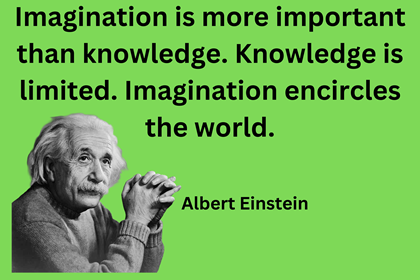 Imagination is more important
than knowledge. Knowledge is
limited. Imagination encircles
the world.
Albert Einstein